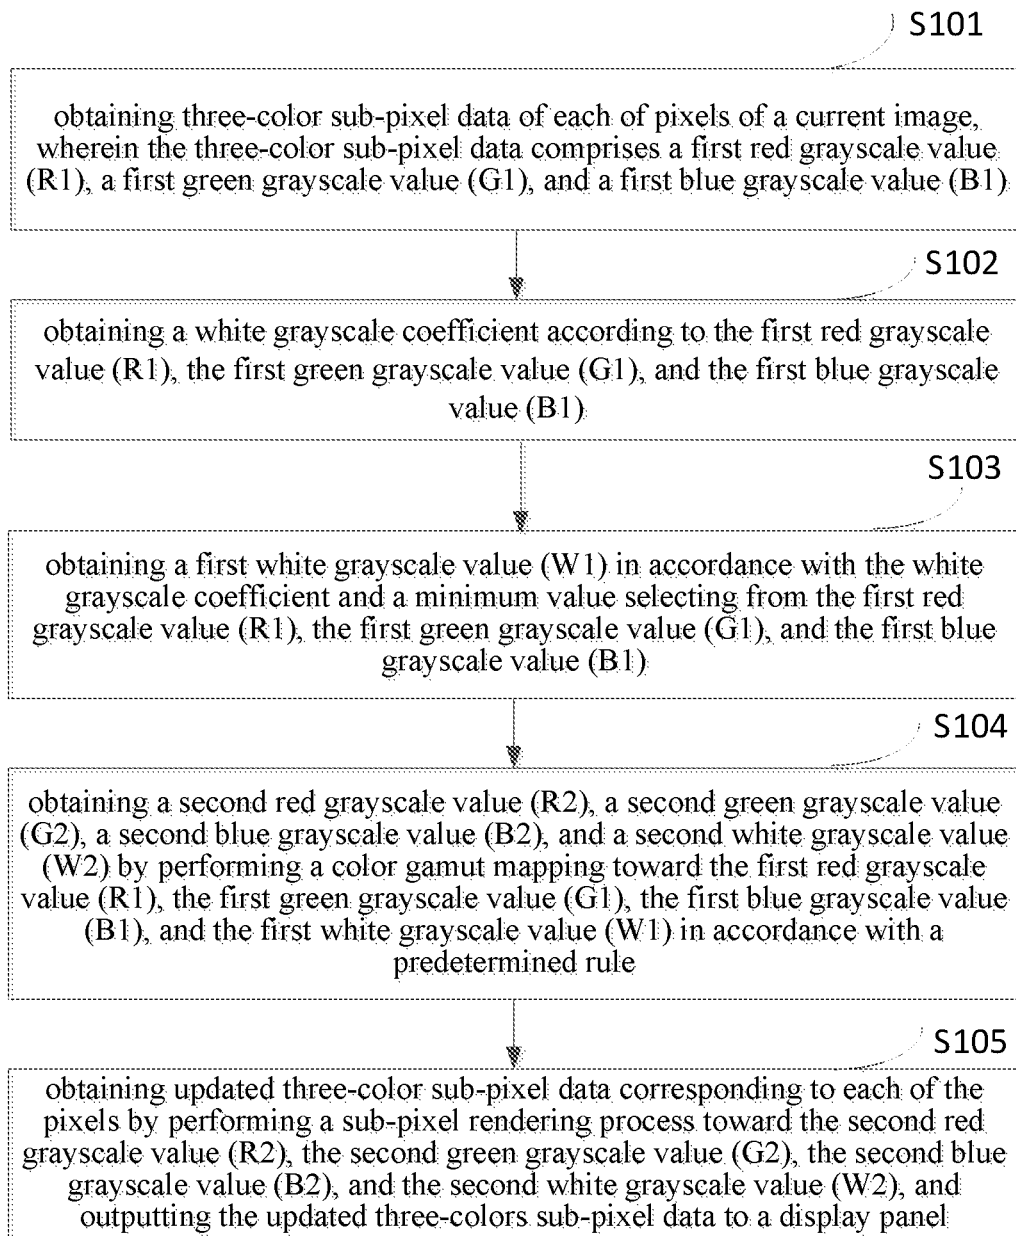 S101
obtaining three-color sub-pixel data of each of pixels of a current image,
wherein the three-color sub-pixel data comprises a first red grayscale value
(R1), a first green grayscale value (G1), and a first blue grayscale value (B1)
S102
obtaining a white grayscale coefficient according to the first red grayscale
value (R1), the first green grayscale value (G1), and the first blue grayscale
value (B1)
S103
obtaining a first white grayscale value (W1) in accordance with the white
grayscale coefficient and a minimum value selecting from the first red
grayscale value (R1), the first green grayscale value (G1), and the first blue
grayscale value (B1)
S104
obtaining a second red grayscale value (R2), a second green grayscale value
(G2), a second blue grayscale value (B2), and a second white grayscale value
(W2) by performing a color gamut mapping toward the first red grayscale
value (R1), the first green grayscale value (G1), the first blue grayscale value
(B1), and the first white grayscale value (W1) in accordance with a
predetermined rule
S105
obtaining updated three-color sub-pixel data corresponding to each of the
pixels by performing a sub-pixel rendering process toward the second red
grayscale value (R2), the second green grayscale value (G2), the second blue
grayscale value (B2), and the second white grayscale value (W2), and
outputting the updated three-colors sub-pixel data to a display panel